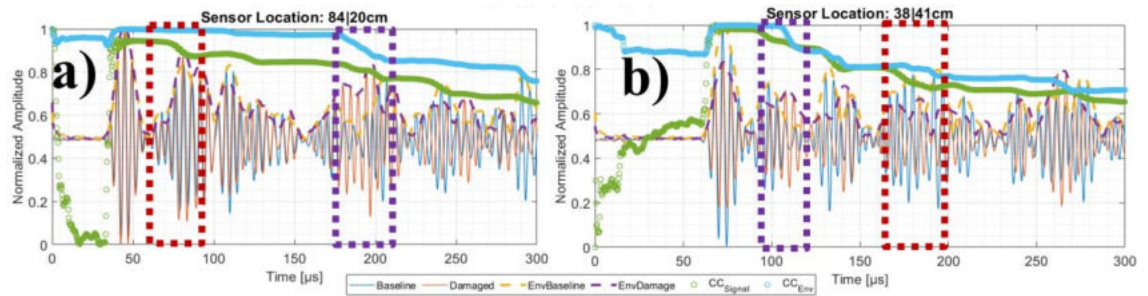 Sensor Location: 84|20cm
a)
Normalized Amplitude
1
0.8
0.6
0.4
0.2
0
0
50
100
150
200
250
300
Time [µs]
Sensor Location: 38|41cm
b)
Normalized Amplitude
1
0.8
0.6
0.4
0.2
0
0
50
100
150
200
250
300
Time [µs]
Baseline Damaged EnvBaseline EnvDamage CC_Signal CC_Env